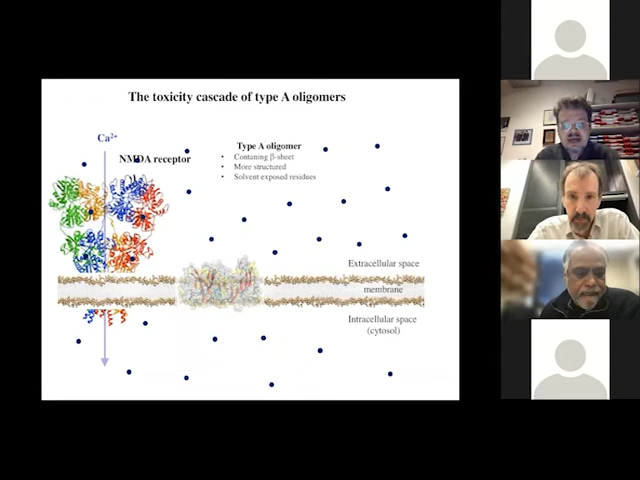 The toxicity cascade of type A oligomers
Ca2+
NMDA receptor
Type A oligomer
• Contaning β-sheet
• More structured
• Solvent exposed residues
Extracellular space
membrane
Intracellular space
(cytosol)